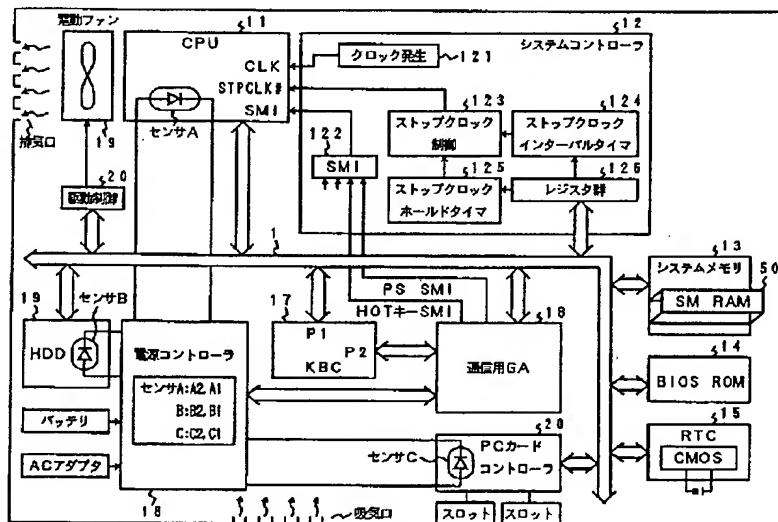 電動ファン
11
CPU
CLK
STPCLK#
SMI
センサA
12
システムコントローラ
クロック発生
121
123
ストップクロック
制御
124
ストップクロック
インターバルタイマ
122
SMI
125
ストップクロック
ホールドタイマ
126
レジスタ群
排気口
19
20
駆動制御
1
PS SMI
HOTキーSMI
13
システムメモリ
50
SM RAM
19
センサB
HDD
電源コントローラ
センサA:A2,A1
B:B2,B1
C:C2,C1
17
P1
P2
KBC
18
通信用GA
14
BIOS ROM
バッテリ
ACアダプタ
センサC
20
PCカード
コントローラ
15
RTC
CMOS
18
吸気口
スロット
スロット